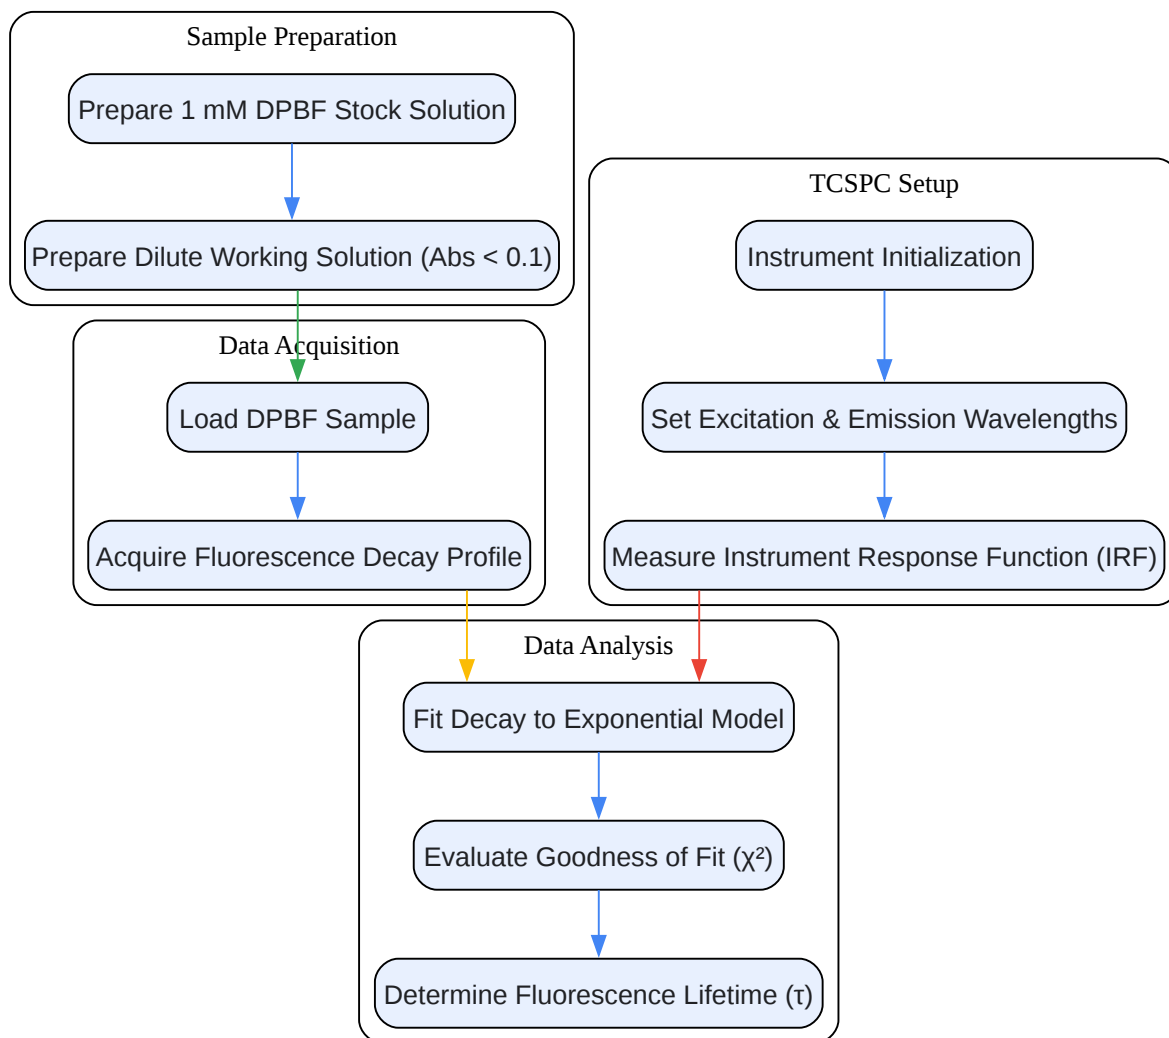 Sample Preparation
Prepare 1 mM DPBF Stock Solution
Prepare Dilute Working Solution (Abs < 0.1)
TCSPC Setup
Instrument Initialization
Set Excitation & Emission Wavelengths
Measure Instrument Response Function (IRF)
Data Acquisition
Load DPBF Sample
Acquire Fluorescence Decay Profile
Data Analysis
Fit Decay to Exponential Model
Evaluate Goodness of Fit (χ²)
Determine Fluorescence Lifetime (τ)